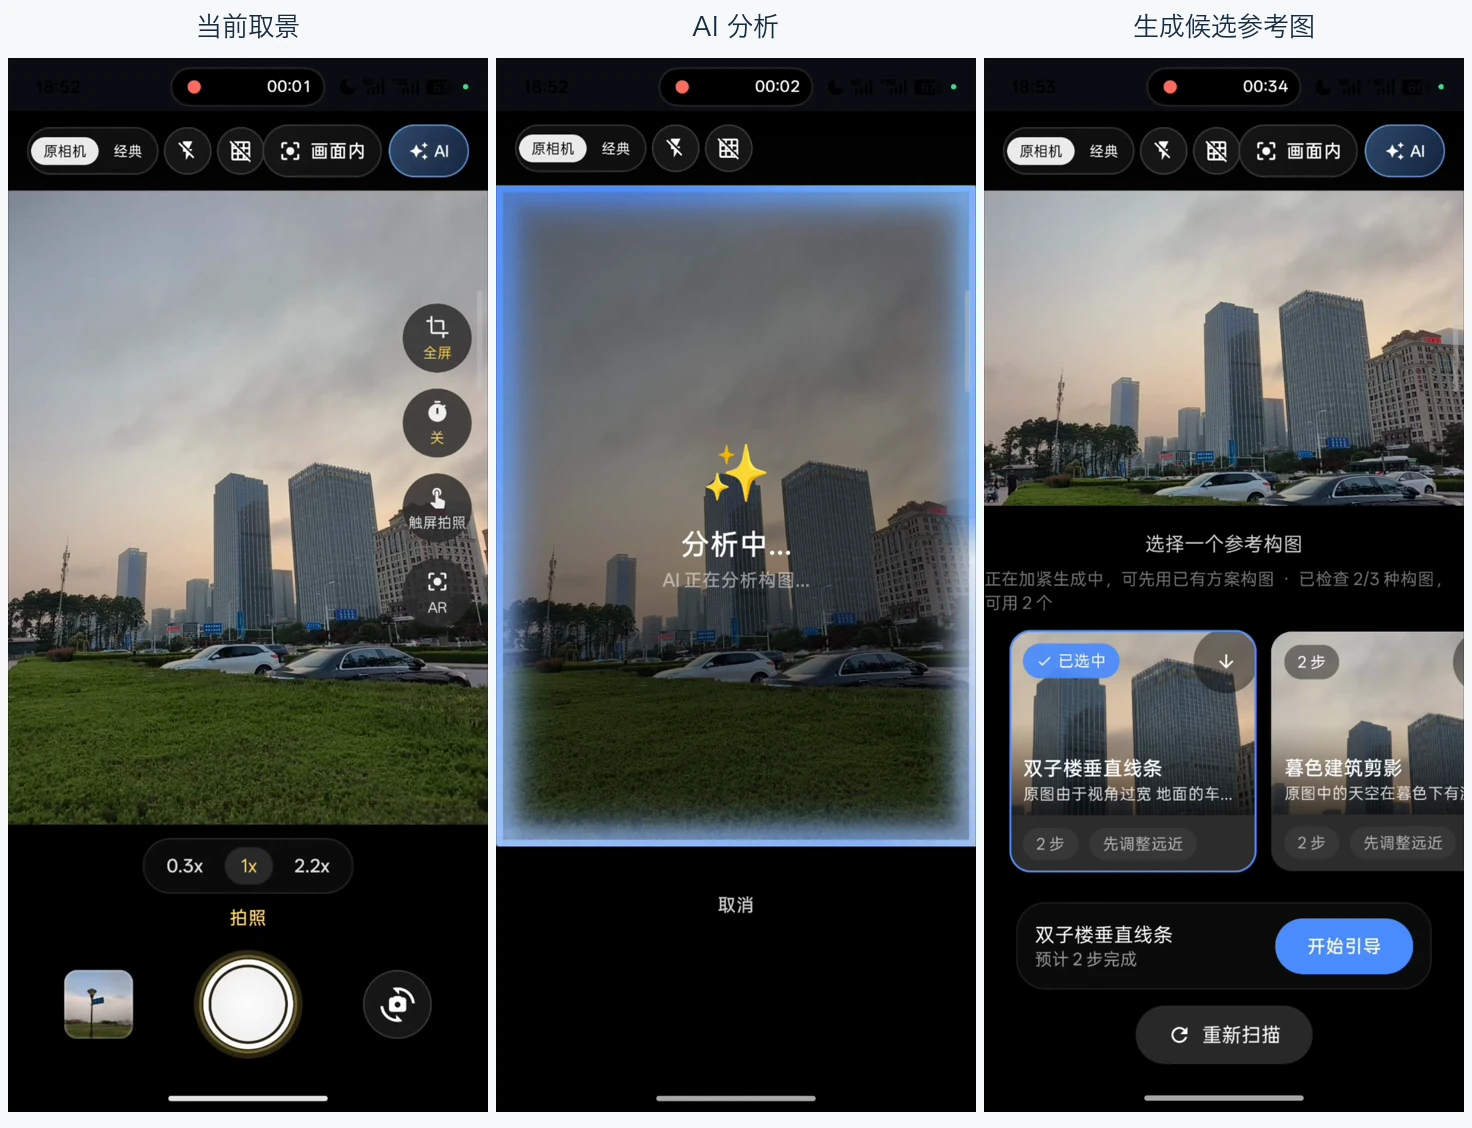 当前取景
18:52
00:01
67
原相机
经典
画面内
AI
全屏
关
触屏拍照
AR
0.3x
1x
2.2x
拍照
AI 分析
18:52
00:02
67
原相机
经典
分析中...
AI 正在分析构图...
取消
生成候选参考图
18:53
00:34
原相机
经典
画面内
AI
选择一个参考构图
正在加紧生成中，可先用已有方案构图 · 已检查 2/3 种构图，
可用 2 个
已选中
双子楼垂直线条
原图由于视角过宽 地面的车...
2 步
先调整远近
2 步
暮色建筑剪影
原图中的天空在暮色下有
2 步
先调整远近
双子楼垂直线条
预计 2 步完成
开始引导
重新扫描